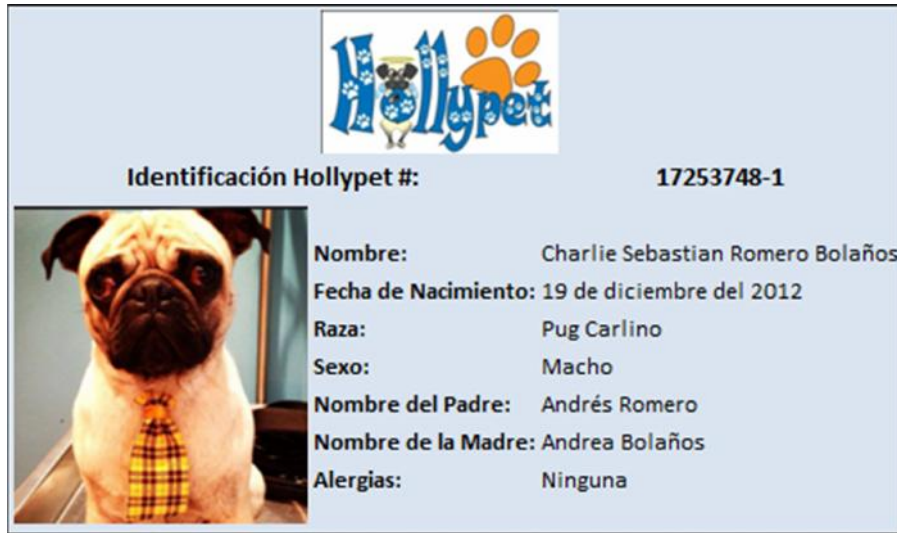 Hollypet
Identificación Hollypet #: 17253748-1
Nombre: Charlie Sebastian Romero Bolaños
Fecha de Nacimiento: 19 de diciembre del 2012
Raza: Pug Carlino
Sexo: Macho
Nombre del Padre: Andrés Romero
Nombre de la Madre: Andrea Bolaños
Alergias: Ninguna